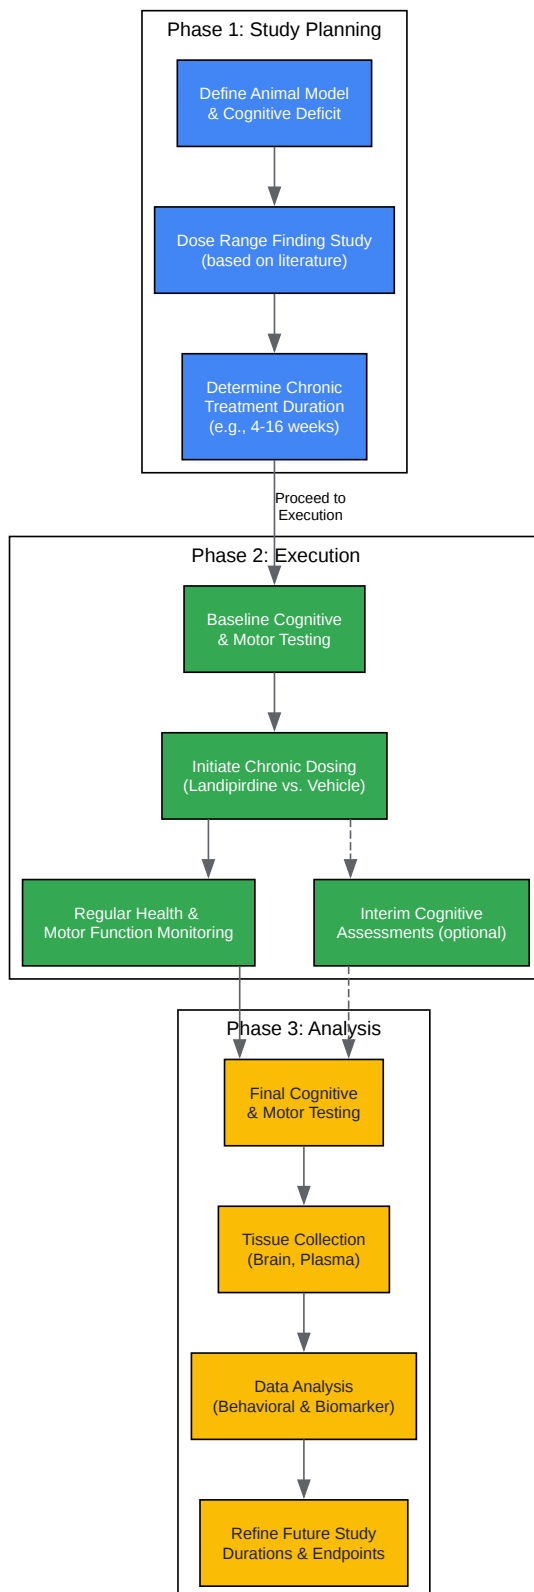 Phase 1: Study Planning
Define Animal Model
& Cognitive Deficit
Dose Range Finding Study
(based on literature)
Determine Chronic
Treatment Duration
(e.g., 4-16 weeks)
Proceed to
Execution
Phase 2: Execution
Baseline Cognitive
& Motor Testing
Initiate Chronic Dosing
(Landipirdine vs. Vehicle)
Regular Health &
Motor Function Monitoring
Interim Cognitive
Assessments (optional)
Phase 3: Analysis
Final Cognitive
& Motor Testing
Tissue Collection
(Brain, Plasma)
Data Analysis
(Behavioral & Biomarker)
Refine Future Study
Durations & Endpoints